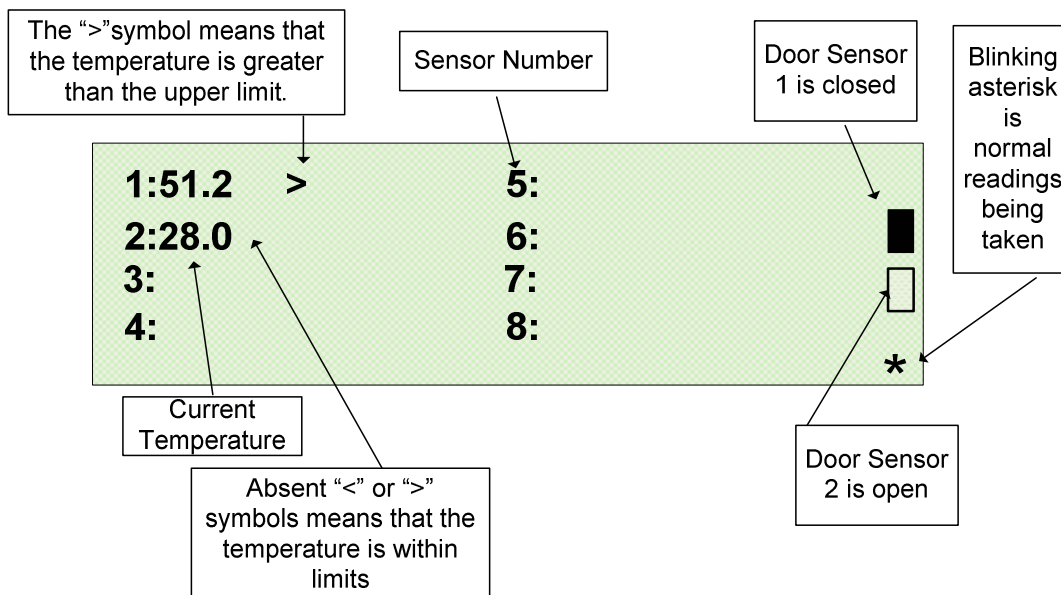 The “>”symbol means that
the temperature is greater
than the upper limit.
Sensor Number
Door Sensor
1 is closed
Blinking
asterisk
is
normal
readings
being
taken
1:51.2 >
2:28.0
3:
4:
5:
6:
7:
8:
*
Current
Temperature
Absent “<” or “>”
symbols means that the
temperature is within
limits
Door Sensor
2 is open